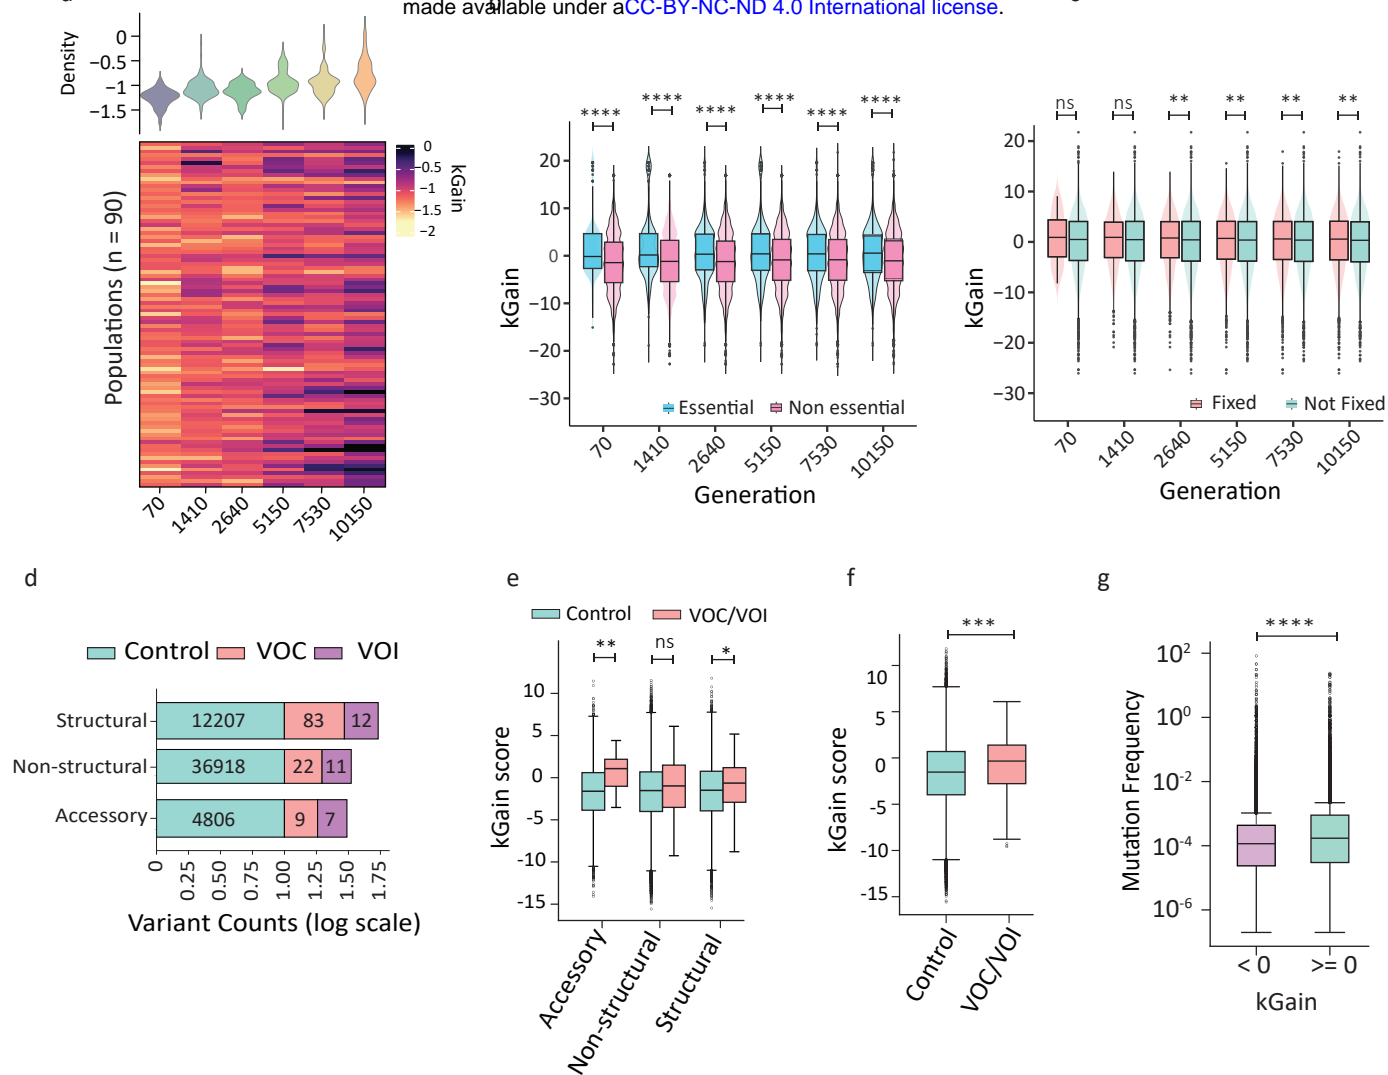 made available under aCC-BY-NC-ND 4.0 International license.
Density
0
−0.5
−1
−1.5
Populations (n = 90)
0
−0.5
−1
−1.5
−2
kGain
70
1410
2640
5150
7530
10150
**** **** **** **** **** ****
kGain
20
10
0
−10
−20
−30
Essential Non essential
70
1410
2640
5150
7530
10150
Generation
ns ns ** ** ** **
kGain
20
10
0
−10
−20
−30
Fixed Not Fixed
70
1410
2640
5150
7530
10150
Generation
d
Control VOC VOI
Structural 12207 83 12
Non-structural 36918 22 11
Accessory 4806 9 7
0
0.25
0.50
0.75
1.00
1.25
1.50
1.75
Variant Counts (log scale)
e
Control VOC/VOI
** ns *
kGain score
10
5
0
-5
-10
-15
Accessory
Non-structural
Structural
f
***
kGain score
10
5
0
-5
-10
-15
Control
VOC/VOI
g
****
Mutation Frequency
10²
10⁰
10⁻²
10⁻⁴
10⁻⁶
< 0 >= 0
kGain